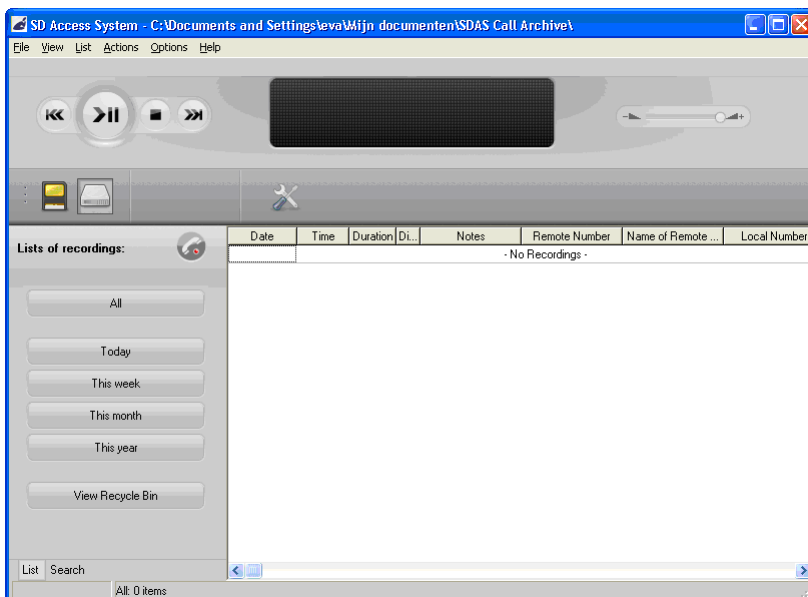 SD Access System - C:\Documents and Settings\eva\Mijn documenten\SDAS Call Archive\
File View List Actions Options Help
Lists of recordings:
Date Time Duration Di... Notes Remote Number Name of Remote ... Local Number
- No Recordings -
All
Today
This week
This month
This year
View Recycle Bin
List Search
All: 0 items